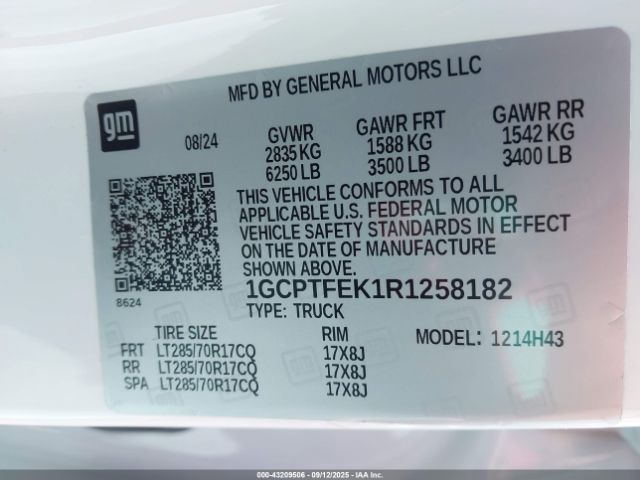 MFD BY GENERAL MOTORS LLC
gm
08/24
GVWR GAWR FRT GAWR RR
2835 KG 1588 KG 1542 KG
6250 LB 3500 LB 3400 LB
THIS VEHICLE CONFORMS TO ALL
APPLICABLE U.S. FEDERAL MOTOR
VEHICLE SAFETY STANDARDS IN EFFECT
ON THE DATE OF MANUFACTURE
SHOWN ABOVE.
8624
1GCPTFEK1R1258182
TYPE: TRUCK
TIRE SIZE RIM MODEL: 1214H43
FRT LT285/70R17CQ 17X8J
RR LT285/70R17CQ 17X8J
SPA LT285/70R17CQ 17X8J
000-43209506 - 09/12/2025 - IAAI.COM